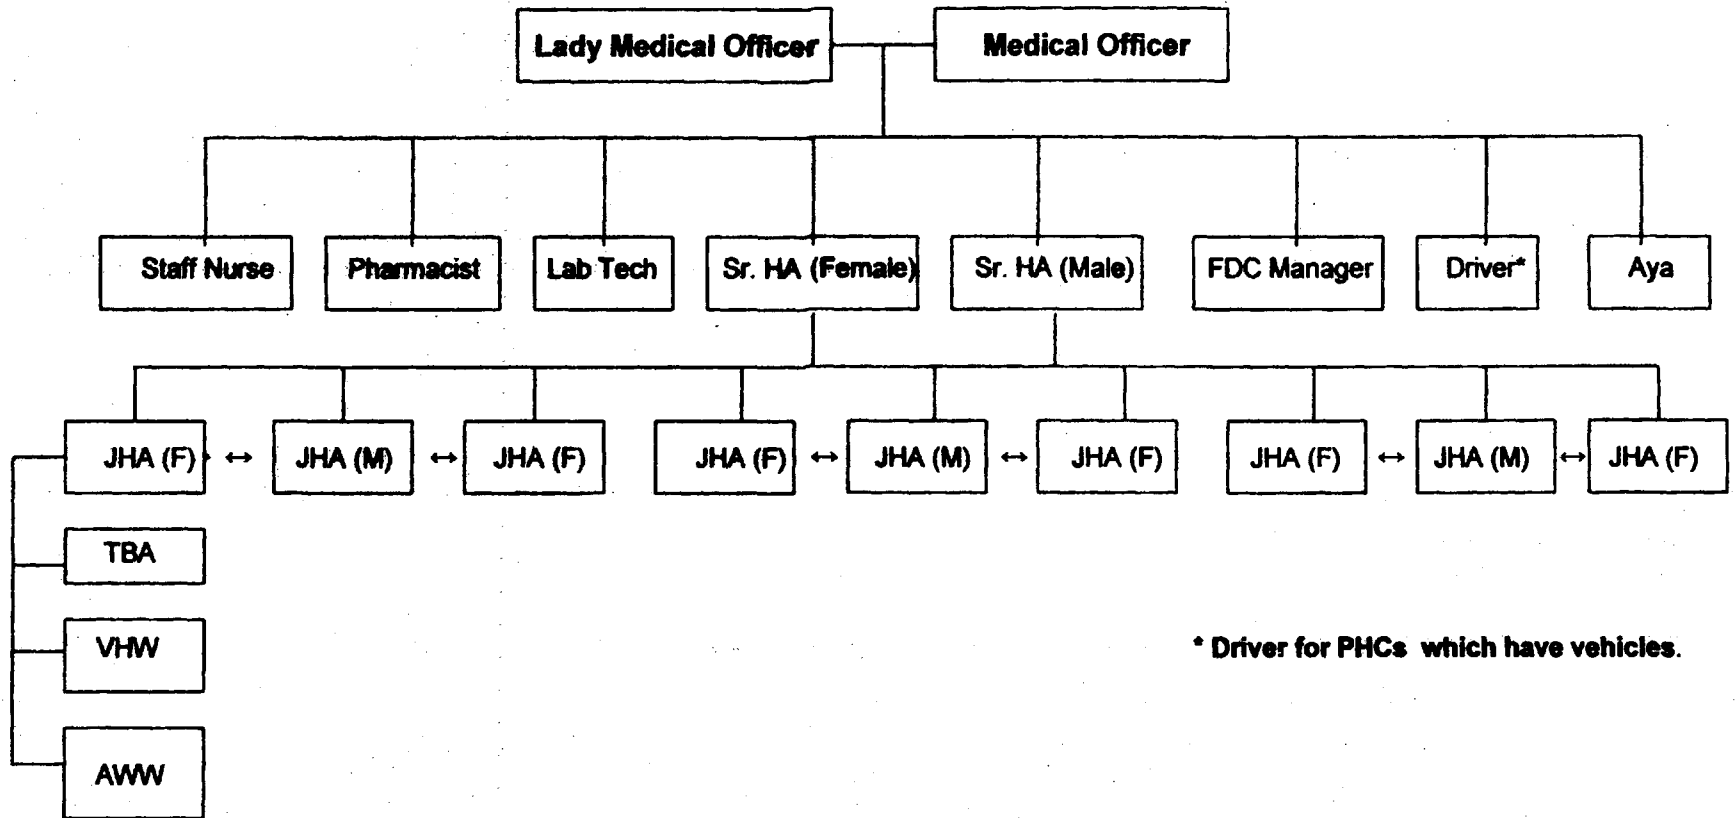 Lady Medical Officer
Medical Officer
Staff Nurse
Pharmacist
Lab Tech
Sr. HA (Female)
Sr. HA (Male)
FDC Manager
Driver*
Aya
JHA (F)
↔
JHA (M)
↔
JHA (F)
JHA (F)
↔
JHA (M)
↔
JHA (F)
JHA (F)
↔
JHA (M)
↔
JHA (F)
TBA
VHW
AWW
* Driver for PHCs which have vehicles.